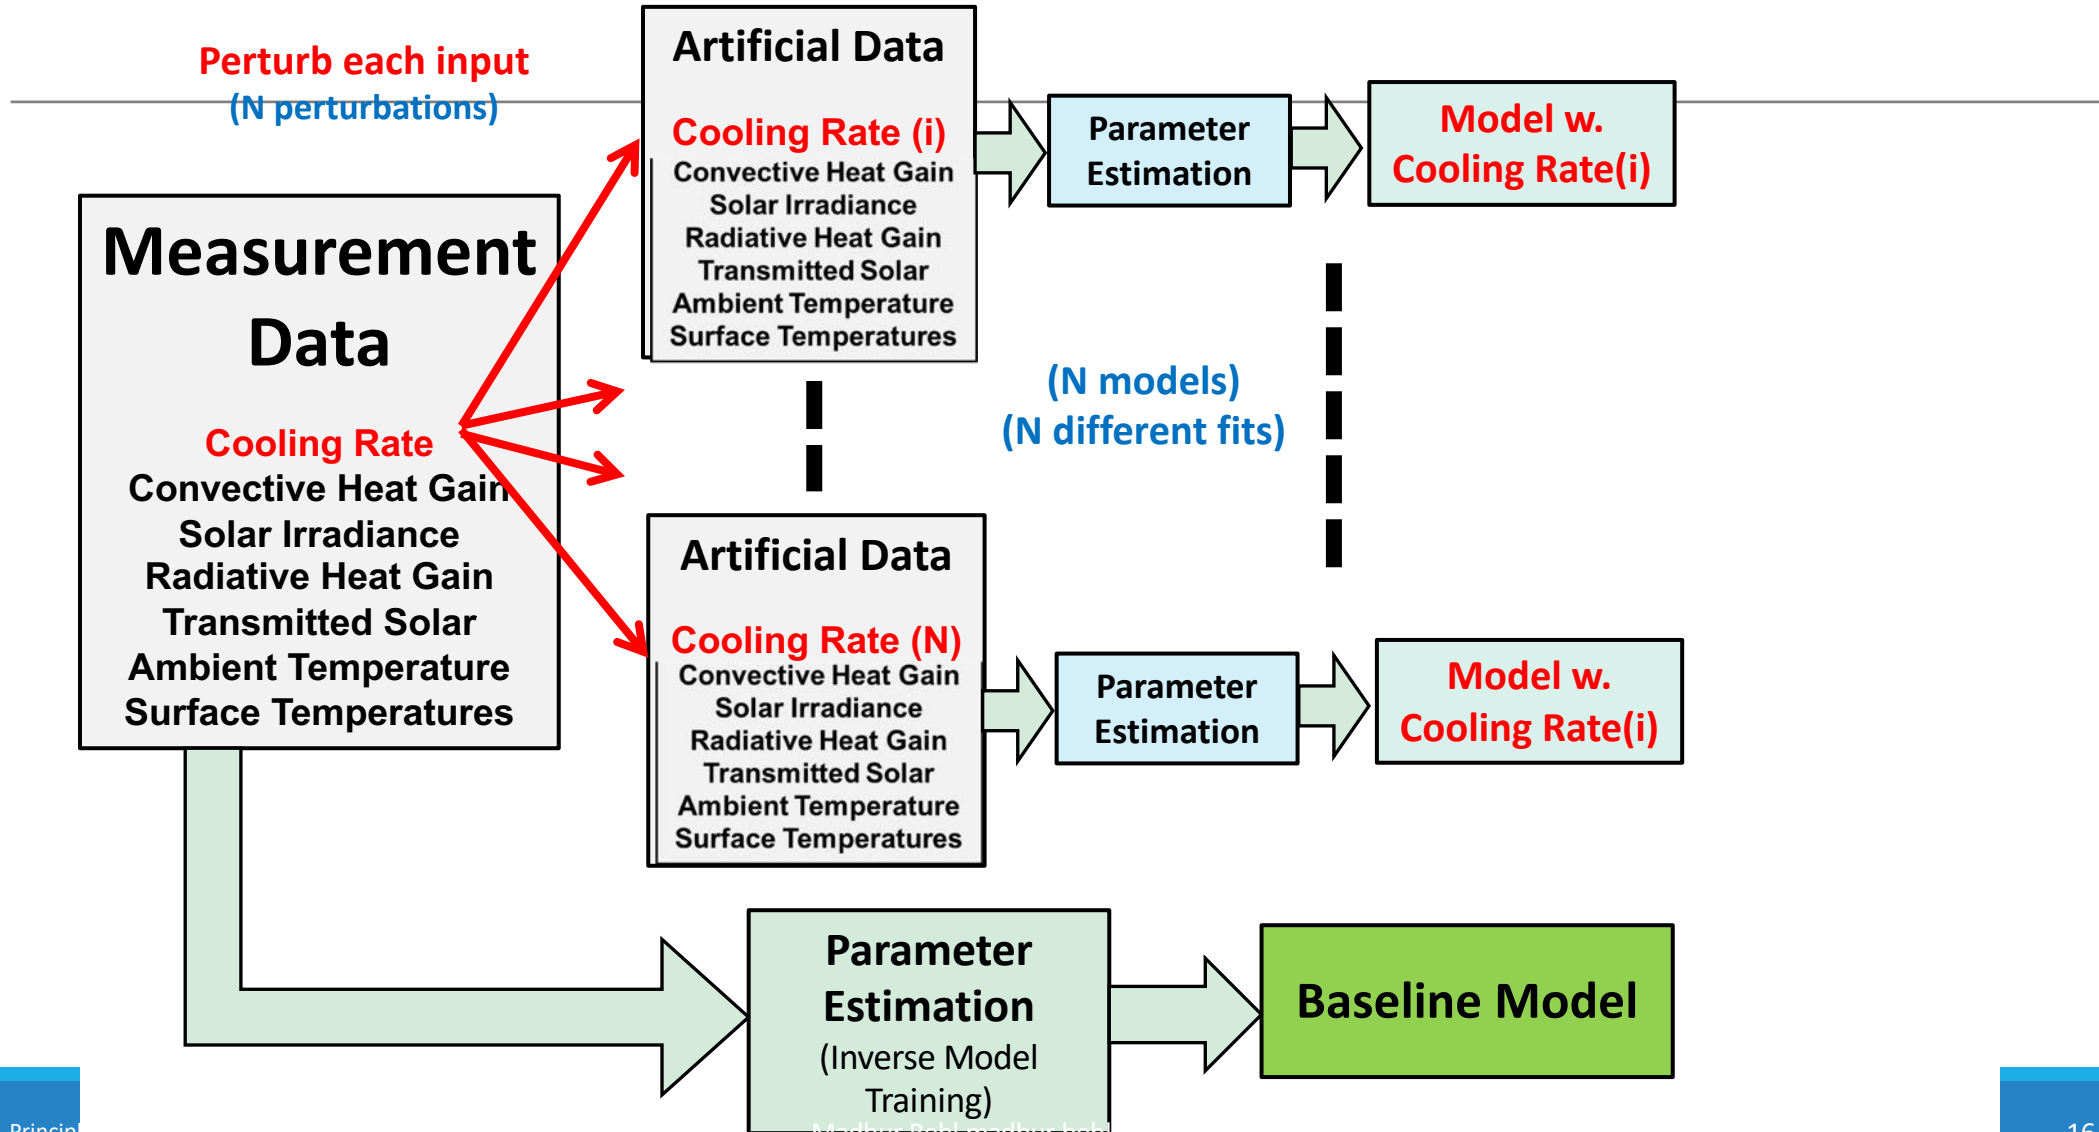 Perturb each input
(N perturbations)
Measurement
Data
Cooling Rate
Convective Heat Gain
Solar Irradiance
Radiative Heat Gain
Transmitted Solar
Ambient Temperature
Surface Temperatures
Artificial Data
Cooling Rate (i)
Convective Heat Gain
Solar Irradiance
Radiative Heat Gain
Transmitted Solar
Ambient Temperature
Surface Temperatures
Parameter
Estimation
Model w.
Cooling Rate(i)
(N models)
(N different fits)
Artificial Data
Cooling Rate (N)
Convective Heat Gain
Solar Irradiance
Radiative Heat Gain
Transmitted Solar
Ambient Temperature
Surface Temperatures
Parameter
Estimation
Model w.
Cooling Rate(i)
Parameter
Estimation
(Inverse Model
Training)
Baseline Model
16